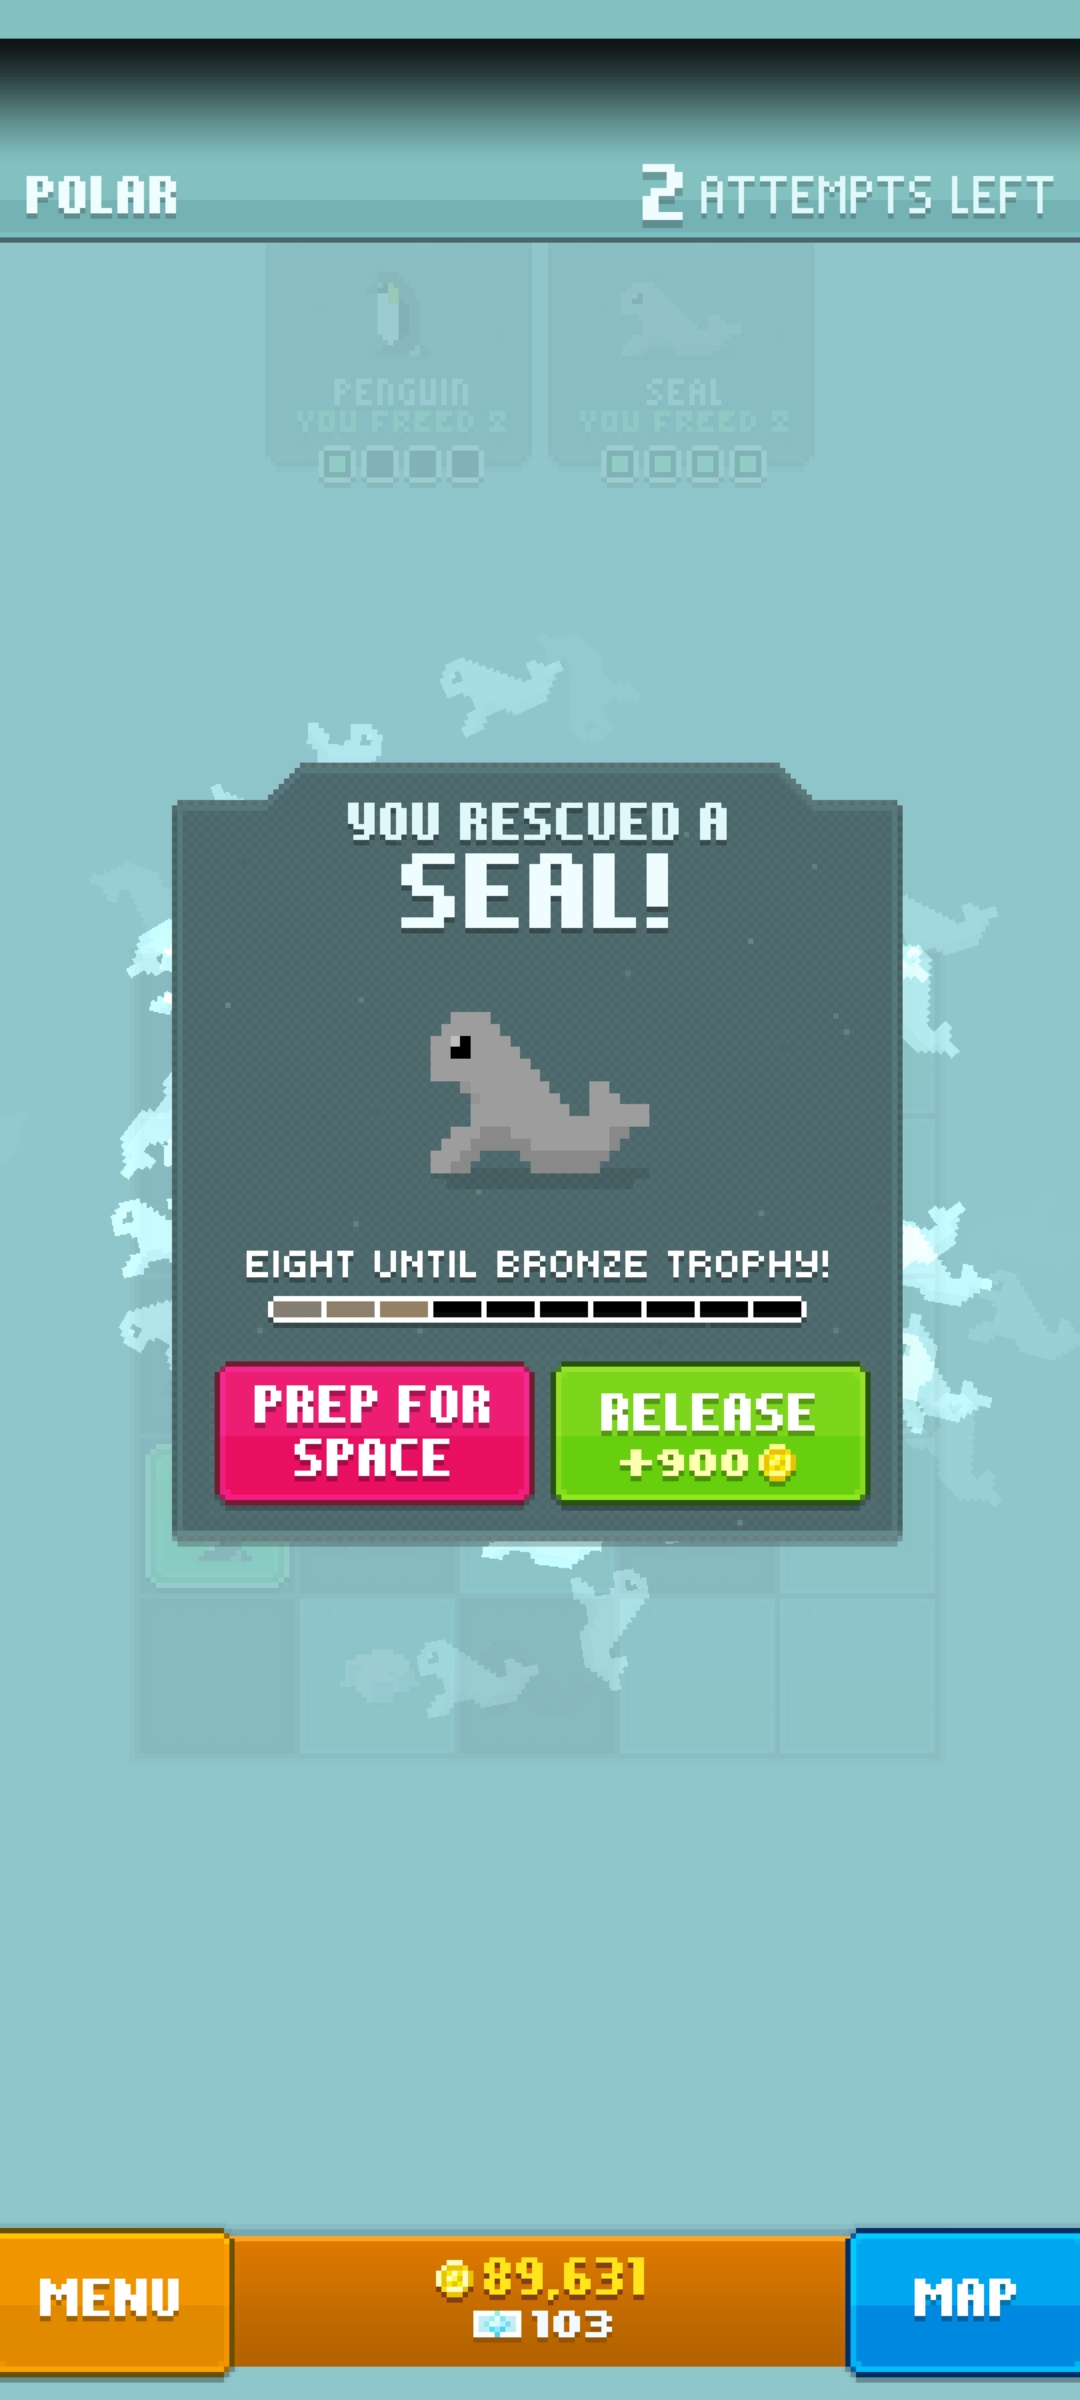 POLAR
2 ATTEMPTS LEFT
PENGUIN
YOU FREED 2
SEAL
YOU FREED 2
YOU RESCUED A
SEAL!
EIGHT UNTIL BRONZE TROPHY!
PREP FOR
SPACE
RELEASE
+900
MENU
89,631
103
MAP